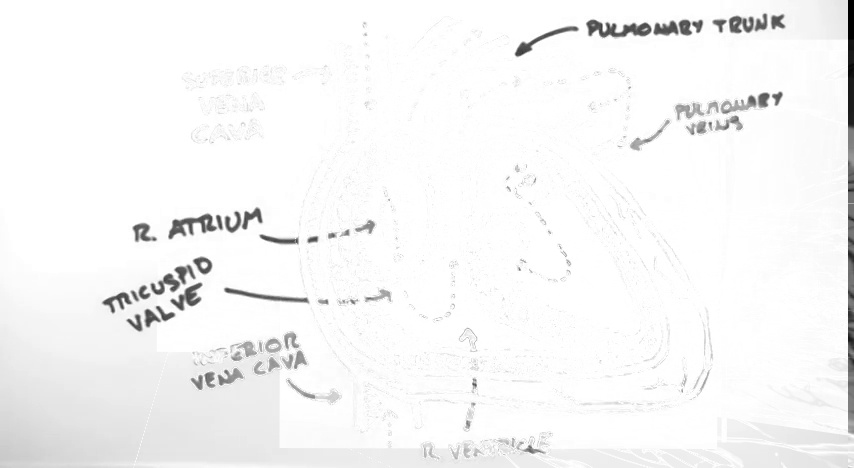 PULMONARY TRUNK
SUPERIOR
VENA
CAVA
PULMONARY
VEINS
R. ATRIUM
TRICUSPID
VALVE
INFERIOR
VENA CAVA
R. VENTRICLE